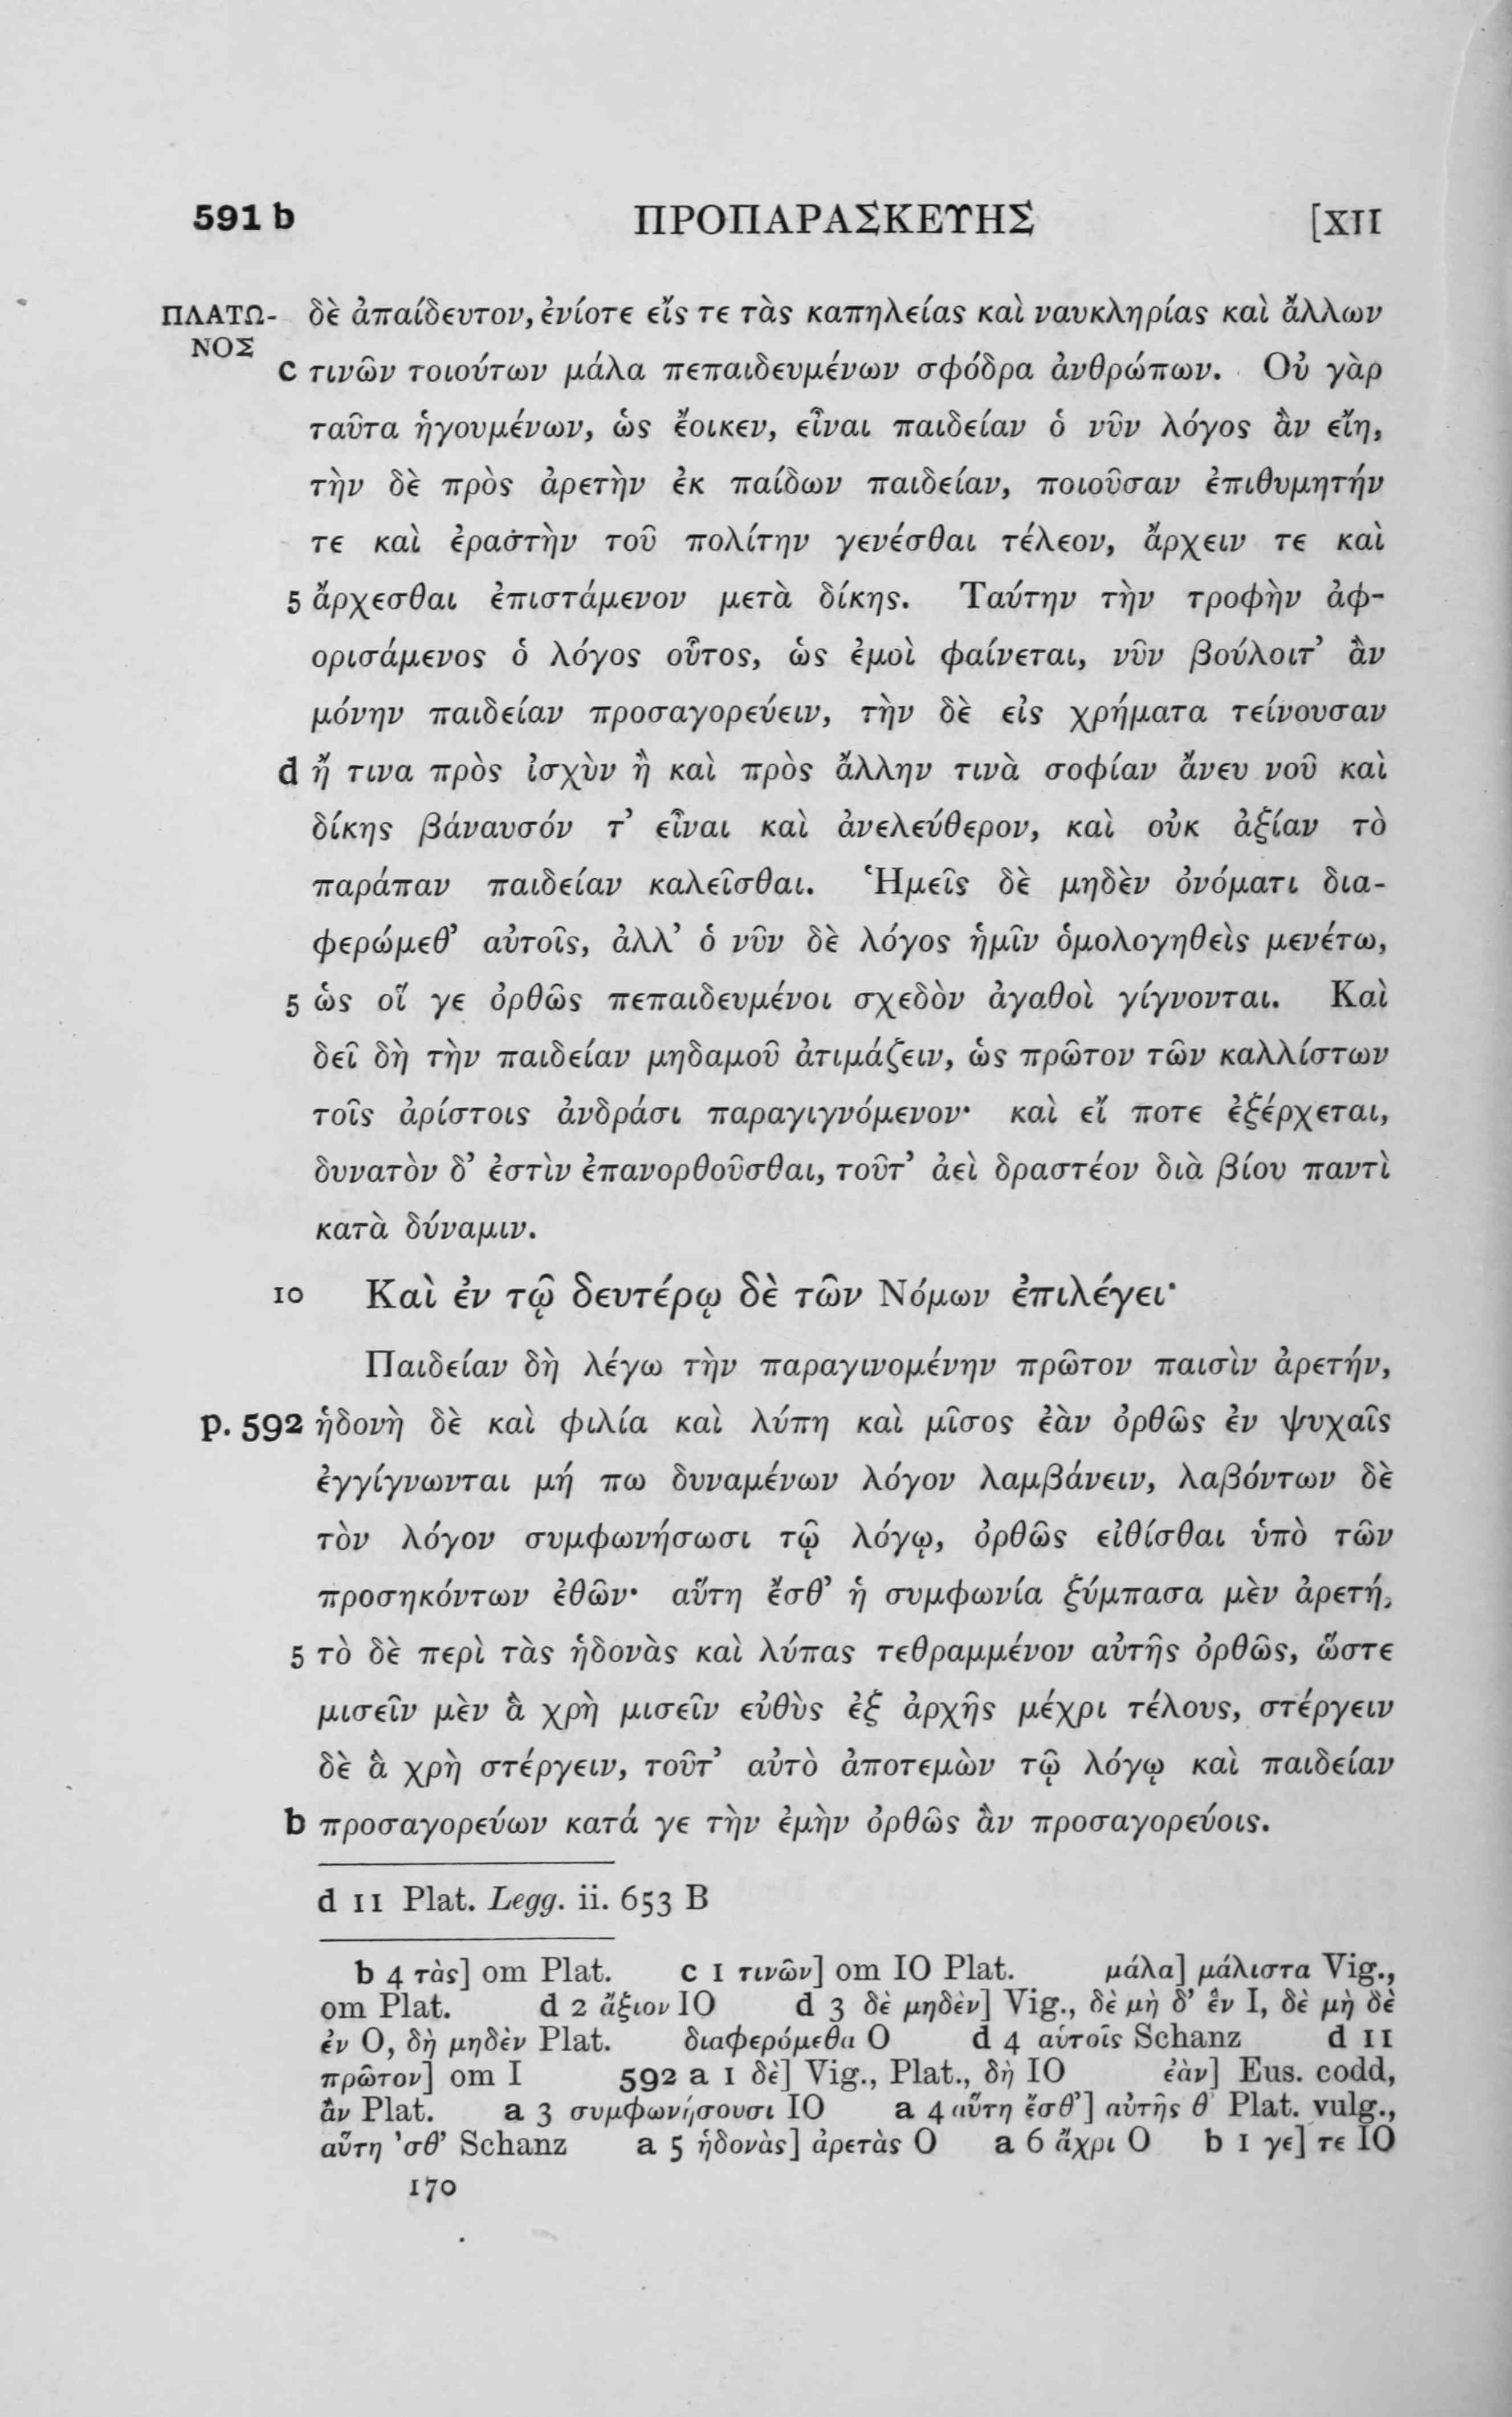 591 b ΠΡΟΠΑΡΑΣΚΕΥΗΣ [XII
ΠΛΑΤΩ- δὲ ἀπαίδευτον, ἐνίοτε εἴς τε τὰς καπηλείας καὶ ναυκληρίας καὶ ἄλλων
ΝΟΣ
c τινῶν τοιούτων μάλα πεπαιδευμένων σφόδρα ἀνθρώπων. Οὐ γὰρ
ταῦτα ἡγουμένων, ὡς ἔοικεν, εἶναι παιδείαν ὁ νῦν λόγος ἂν εἴη,
τὴν δὲ πρὸς ἀρετὴν ἐκ παίδων παιδείαν, ποιοῦσαν ἐπιθυμητήν
τε καὶ ἐραστὴν τοῦ πολίτην γενέσθαι τέλεον, ἄρχειν τε καὶ
5 ἄρχεσθαι ἐπιστάμενον μετὰ δίκης. Ταύτην τὴν τροφὴν ἀφ-
ορισάμενος ὁ λόγος οὗτος, ὡς ἐμοὶ φαίνεται, νῦν βούλοιτ’ ἂν
μόνην παιδείαν προσαγορεύειν, τὴν δὲ εἰς χρήματα τείνουσαν
d ἤ τινα πρὸς ἰσχὺν ἢ καὶ πρὸς ἄλλην τινὰ σοφίαν ἄνευ νοῦ καὶ
δίκης βάναυσόν τ’ εἶναι καὶ ἀνελεύθερον, καὶ οὐκ ἀξίαν τὸ
παράπαν παιδείαν καλεῖσθαι. Ἡμεῖς δὲ μηδὲν ὀνόματι δια-
φερώμεθ’ αὐτοῖς, ἀλλ’ ὁ νῦν δὲ λόγος ἡμῖν ὁμολογηθεὶς μενέτω,
5 ὡς οἵ γε ὀρθῶς πεπαιδευμένοι σχεδὸν ἀγαθοὶ γίγνονται. Καὶ
δεῖ δὴ τὴν παιδείαν μηδαμοῦ ἀτιμάζειν, ὡς πρῶτον τῶν καλλίστων
τοῖς ἀρίστοις ἀνδράσι παραγιγνόμενον· καὶ εἴ ποτε ἐξέρχεται,
δυνατὸν δ’ ἐστὶν ἐπανορθοῦσθαι, τοῦτ’ ἀεὶ δραστέον διὰ βίου παντὶ
κατὰ δύναμιν.
10 Καὶ ἐν τῷ δευτέρῳ δὲ τῶν Νόμων ἐπιλέγει·
Παιδείαν δὴ λέγω τὴν παραγινομένην πρῶτον παισὶν ἀρετήν,
p. 592 ἡδονὴ δὲ καὶ φιλία καὶ λύπη καὶ μῖσος ἐὰν ὀρθῶς ἐν ψυχαῖς
ἐγγίγνωνται μή πω δυναμένων λόγον λαμβάνειν, λαβόντων δὲ
τὸν λόγον συμφωνήσωσι τῷ λόγῳ, ὀρθῶς εἰθίσθαι ὑπὸ τῶν
προσηκόντων ἐθῶν· αὕτη ἔσθ’ ἡ συμφωνία ξύμπασα μὲν ἀρετή,
5 τὸ δὲ περὶ τὰς ἡδονὰς καὶ λύπας τεθραμμένον αὐτῆς ὀρθῶς, ὥστε
μισεῖν μὲν ἃ χρὴ μισεῖν εὐθὺς ἐξ ἀρχῆς μέχρι τέλους, στέργειν
δὲ ἃ χρὴ στέργειν, τοῦτ’ αὐτὸ ἀποτεμὼν τῷ λόγῳ καὶ παιδείαν
b προσαγορεύων κατά γε τὴν ἐμὴν ὀρθῶς ἂν προσαγορεύοις.
d 11 Plat. Legg. ii. 653 B
b 4 τὰς] om Plat. c 1 τινῶν] om IO Plat. μάλα] μάλιστα Vig.,
om Plat. d 2 ἄξιον IO d 3 δὲ μηδὲν] Vig., δὲ μὴ δ’ ἓν I, δὲ μὴ δὲ
ἐν O, δὴ μηδὲν Plat. διαφερόμεθα O d 4 αὑτοῖς Schanz d 11
πρῶτον] om I 592 a 1 δὲ] Vig., Plat., δὴ IO ἐὰν] Eus. codd,
ἂν Plat. a 3 συμφωνήσουσι IO a 4 αὕτη ἔσθ’] αὐτῆς θ’ Plat. vulg.,
αὕτη ’σθ’ Schanz a 5 ἡδονὰς] ἀρετὰς O a 6 ἄχρι O b 1 γε] τε IO
170